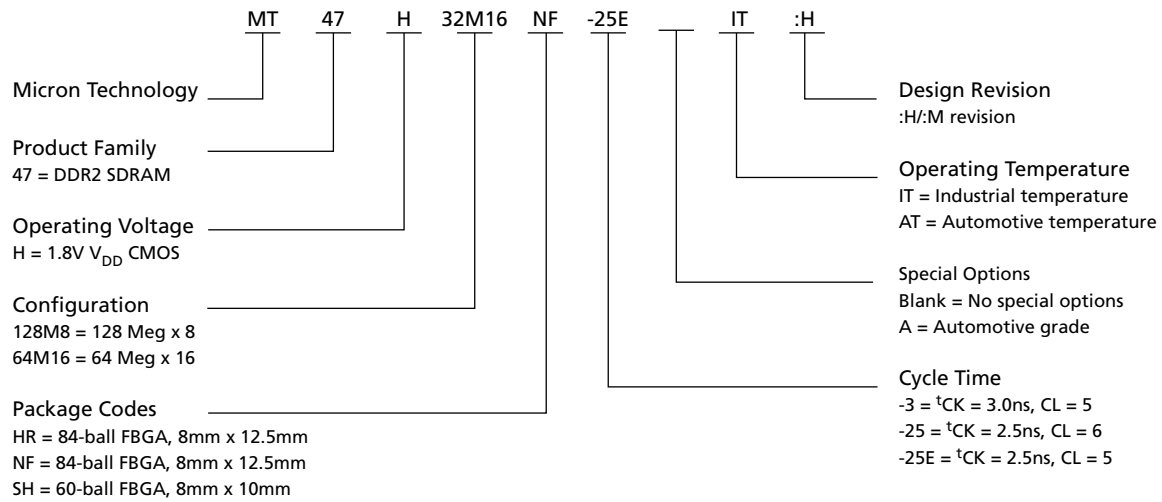 MT 47 H 32M16 NF -25E IT :H
Micron Technology
Product Family
47 = DDR2 SDRAM
Operating Voltage
H = 1.8V VDD CMOS
Configuration
128M8 = 128 Meg x 8
64M16 = 64 Meg x 16
Package Codes
HR = 84-ball FBGA, 8mm x 12.5mm
NF = 84-ball FBGA, 8mm x 12.5mm
SH = 60-ball FBGA, 8mm x 10mm
Design Revision
:H/:M revision
Operating Temperature
IT = Industrial temperature
AT = Automotive temperature
Special Options
Blank = No special options
A = Automotive grade
Cycle Time
-3 = tCK = 3.0ns, CL = 5
-25 = tCK = 2.5ns, CL = 6
-25E = tCK = 2.5ns, CL = 5